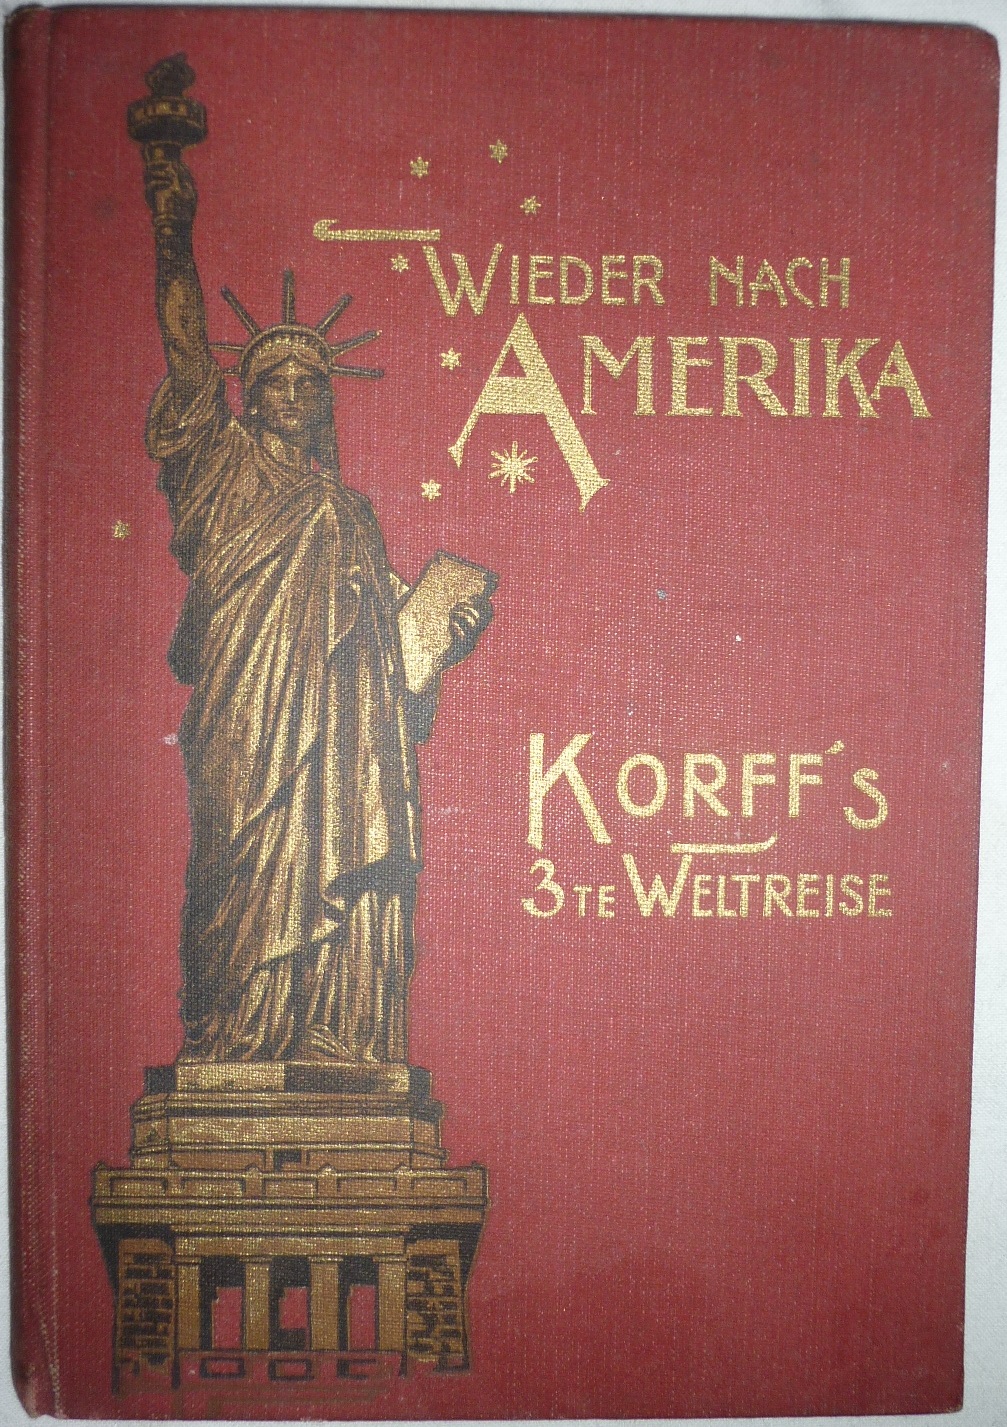 WIEDER NACH
AMERIKA
KORFF´S
3TE WELTREISE